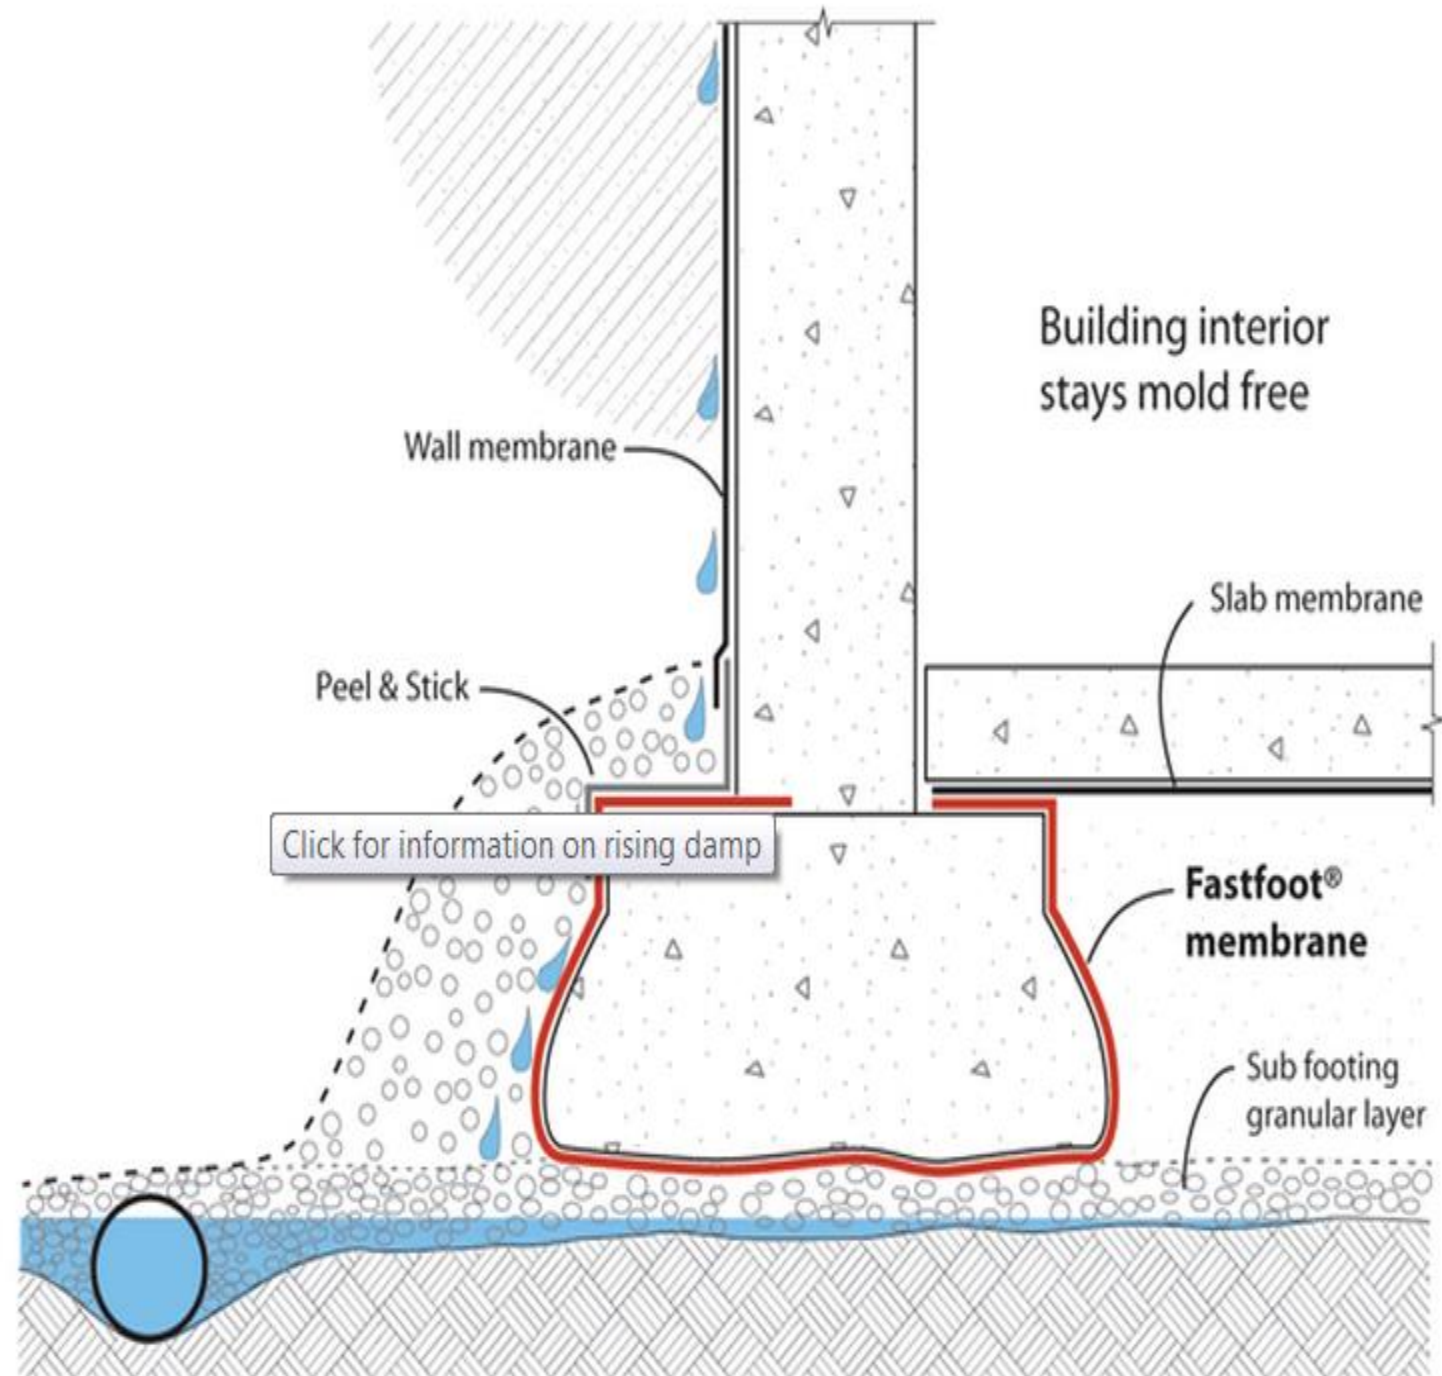 Building interior
stays mold free
Wall membrane
Slab membrane
Peel & Stick
Click for information on rising damp
Fastfoot®
membrane
Sub footing
granular layer